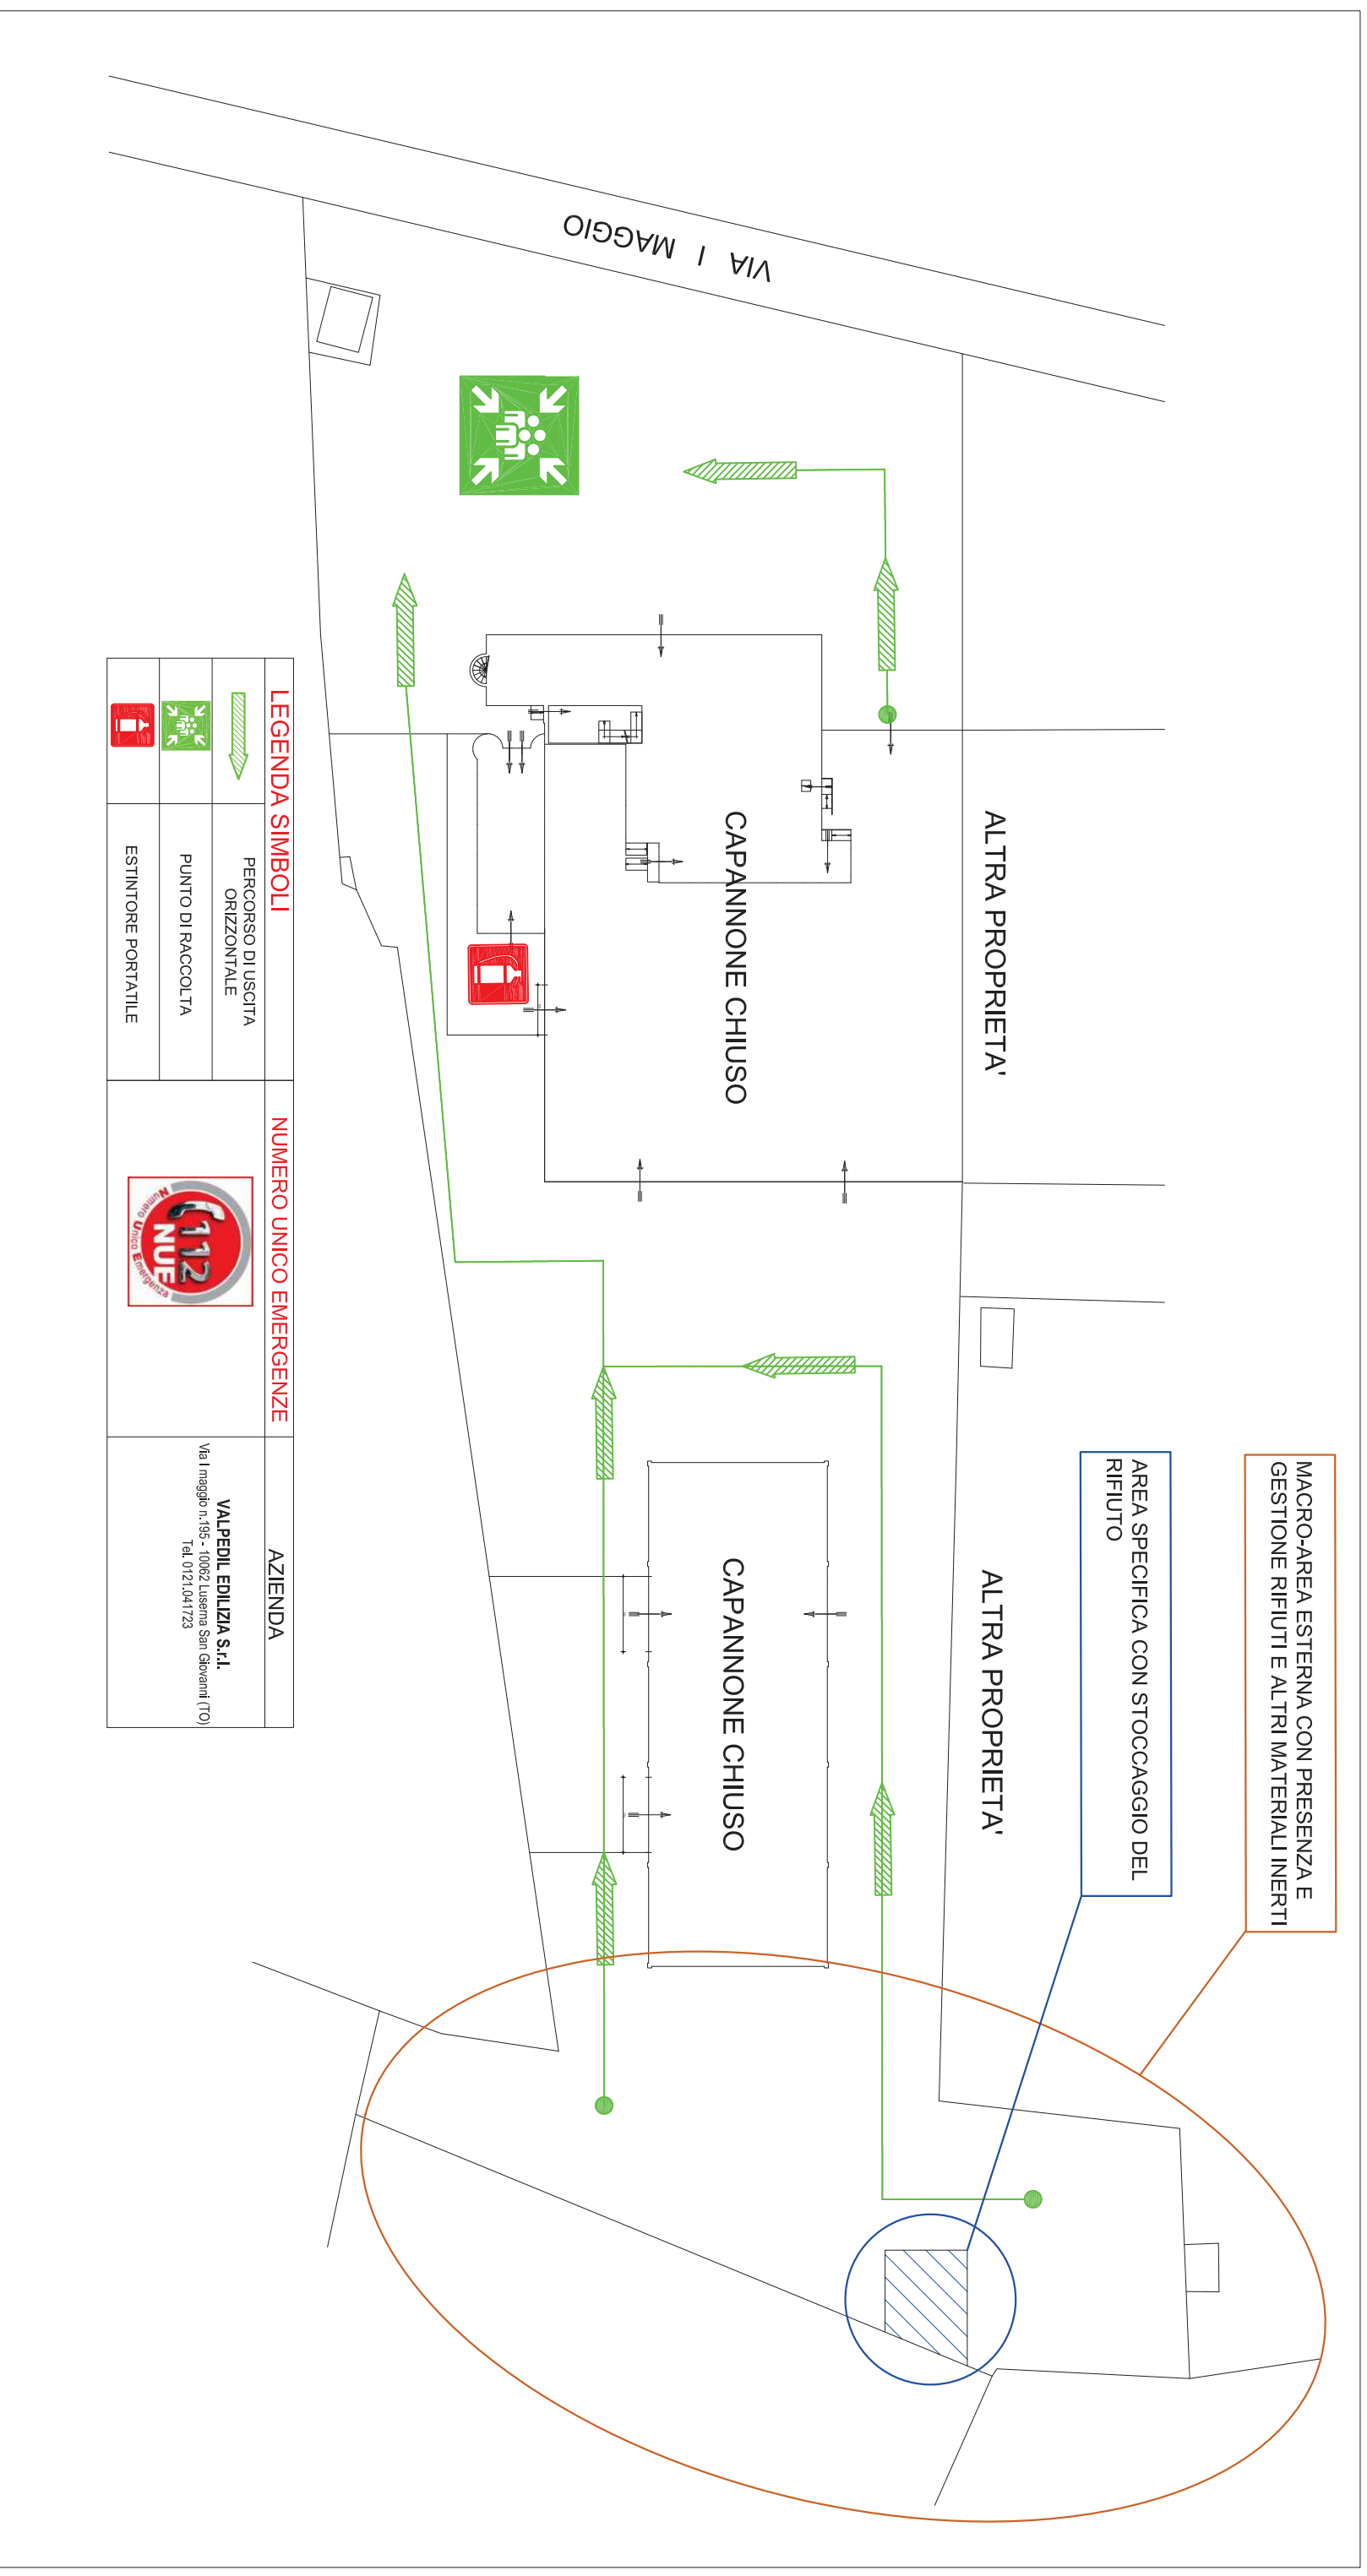 VIA I MAGGIO
ALTRA PROPRIETA'
CAPANNONE CHIUSO
MACRO-AREA ESTERNA CON PRESENZA E
GESTIONE RIFIUTI E ALTRI MATERIALI INERTI
AREA SPECIFICA CON STOCCAGGIO DEL
RIFIUTO
ALTRA PROPRIETA'
CAPANNONE CHIUSO
LEGENDA SIMBOLI
PERCORSO DI USCITA
ORIZZONTALE
PUNTO DI RACCOLTA
ESTINTORE PORTATILE
NUMERO UNICO EMERGENZE
112
NUE
Numero Unico Emergenza
AZIENDA
VALPEDIL EDILIZIA S.r.l.
Via I maggio n.195 - 10062 Luserna San Giovanni (TO)
Tel. 0121.041723